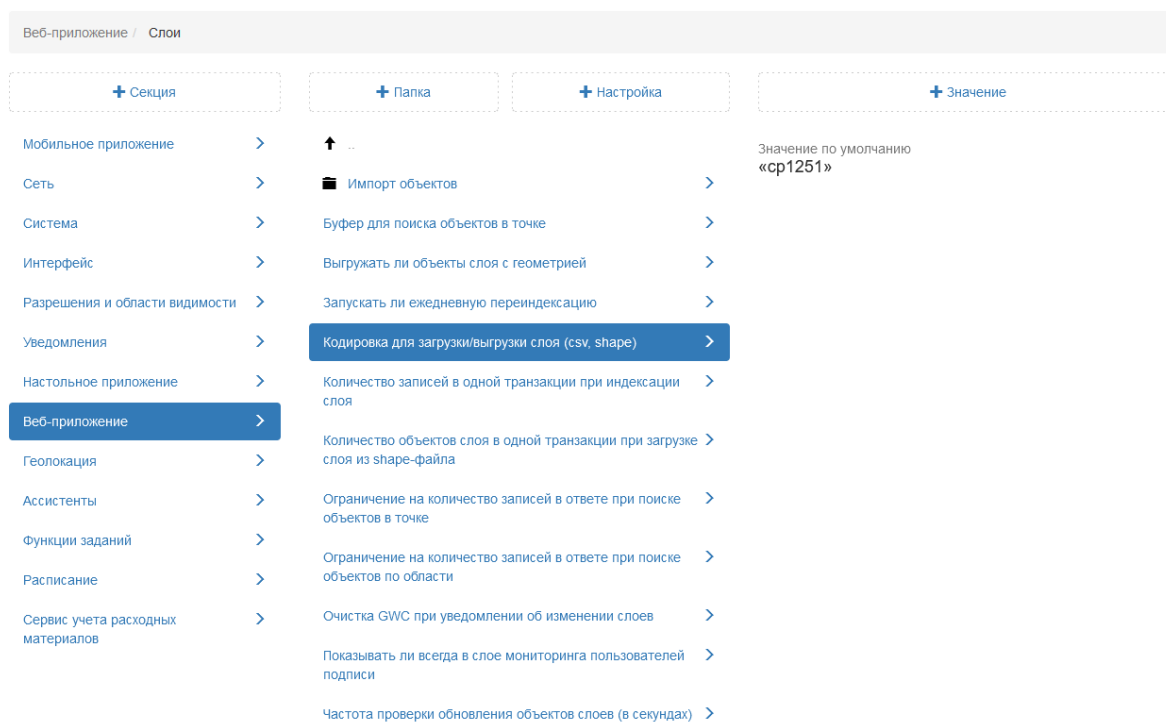 Веб-приложение / Слои
+ Секция
+ Папка
+ Настройка
+ Значение
Мобильное приложение
Сеть
Система
Интерфейс
Разрешения и области видимости
Уведомления
Настольное приложение
Веб-приложение
Геолокация
Ассистенты
Функции заданий
Расписание
Сервис учета расходных
материалов
..
Импорт объектов
Буфер для поиска объектов в точке
Выгружать ли объекты слоя с геометрией
Запускать ли ежедневную переиндексацию
Кодировка для загрузки/выгрузки слоя (csv, shape)
Количество записей в одной транзакции при индексации
слоя
Количество объектов слоя в одной транзакции при загрузке
слоя из shape-файла
Ограничение на количество записей в ответе при поиске
объектов в точке
Ограничение на количество записей в ответе при поиске
объектов по области
Очистка GWC при уведомлении об изменении слоев
Показывать ли всегда в слое мониторинга пользователей
подписи
Частота проверки обновления объектов слоев (в секундах)
Значение по умолчанию
«cp1251»